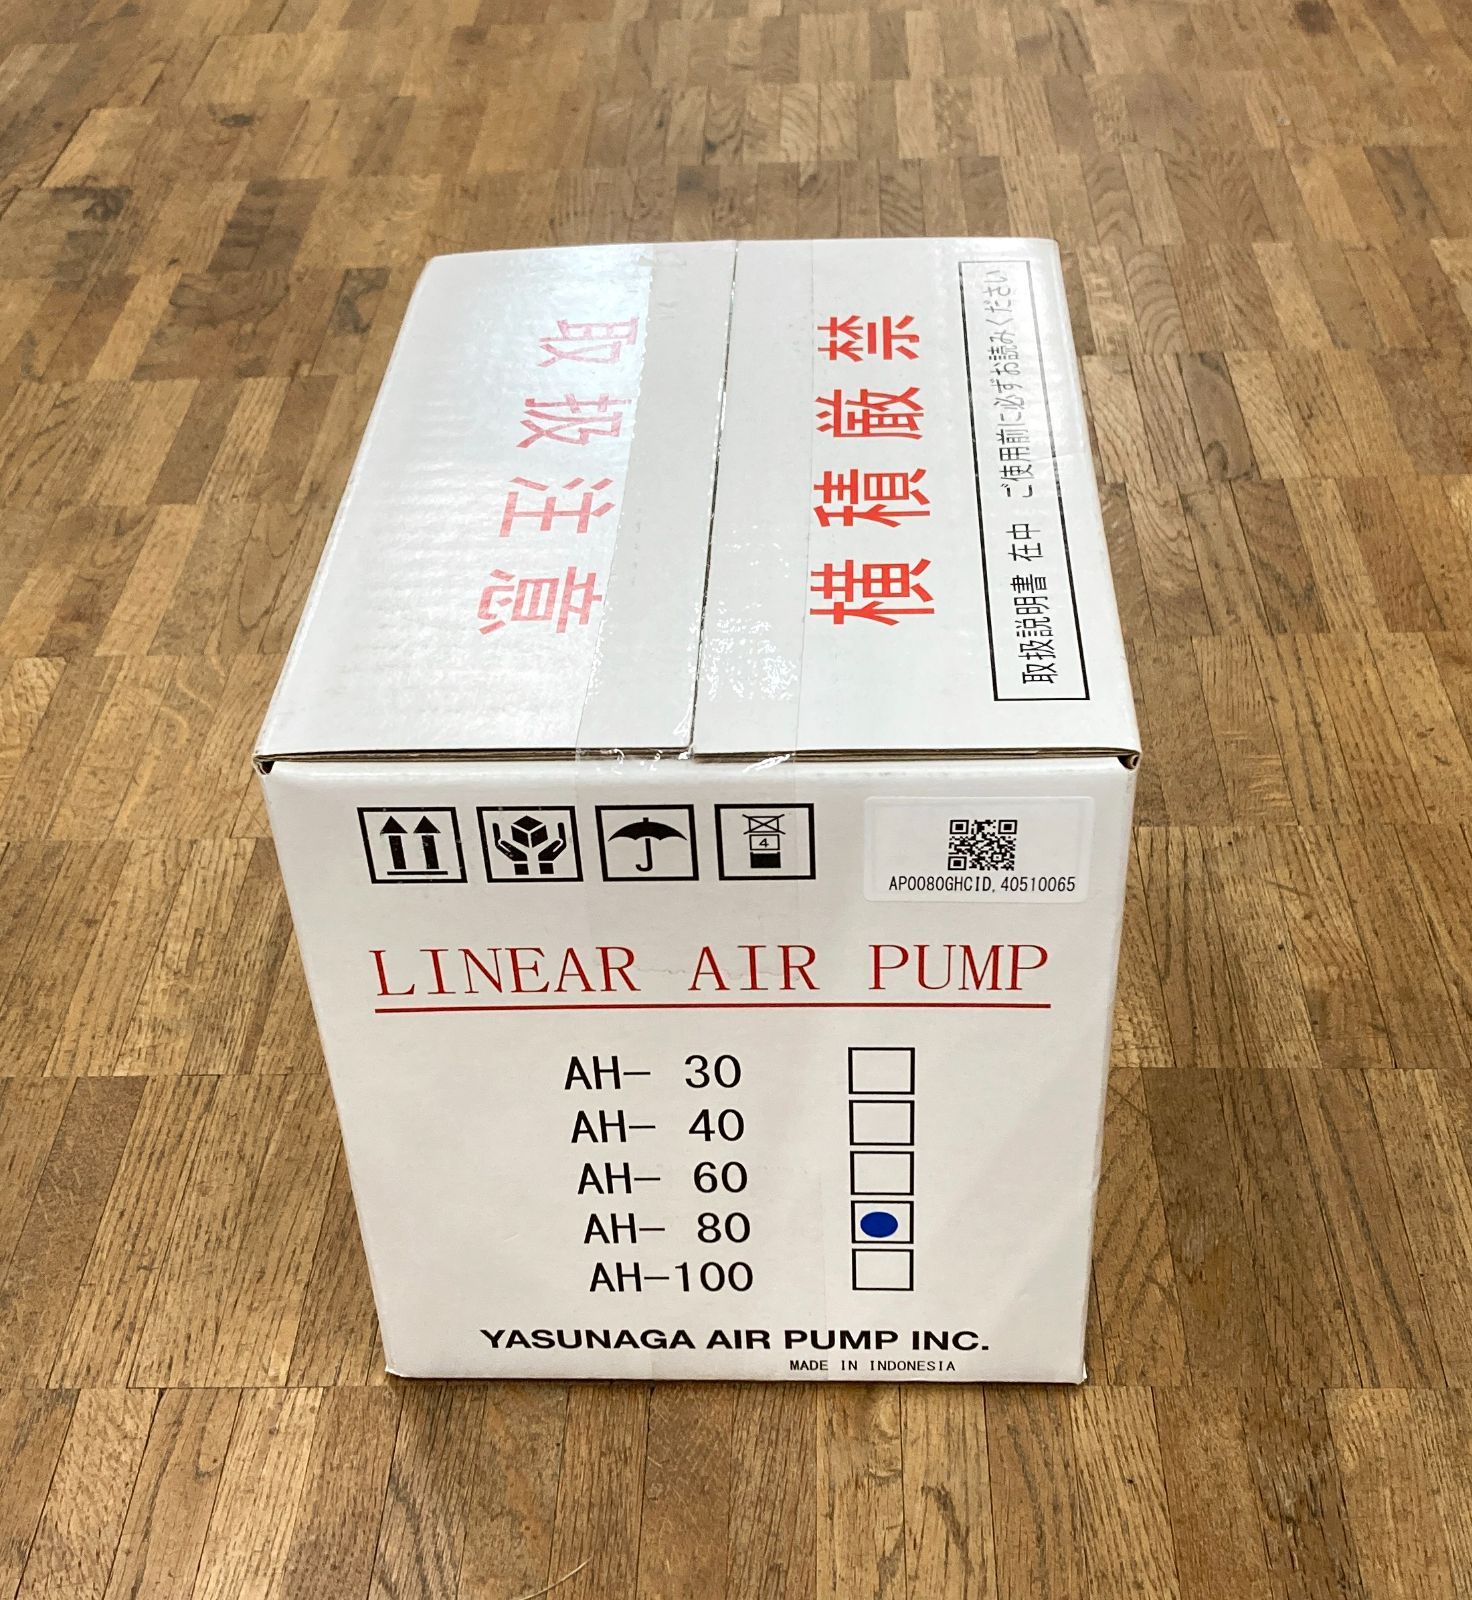 取扱注意
横積厳禁
取扱説明書 在中 ご使用前に必ずお読みください
4
AP0080GHCID, 40510065
LINEAR AIR PUMP
AH- 30
AH- 40
AH- 60
AH- 80
AH-100
YASUNAGA AIR PUMP INC.
MADE IN INDONESIA